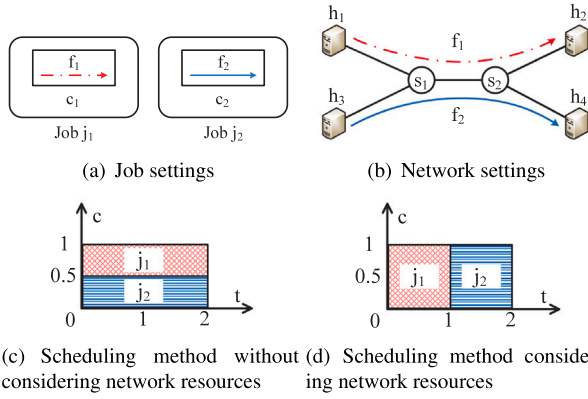 f₁
c₁
Job j₁
f₂
c₂
Job j₂
(a) Job settings
h₁
h₂
f₁
s₁
s₂
h₃
h₄
f₂
(b) Network settings
c
1
0.5
0
j₁
j₂
t
1
2
(c) Scheduling method without
considering network resources
c
1
0.5
0
j₁
j₂
t
1
2
(d) Scheduling method conside
ing network resources